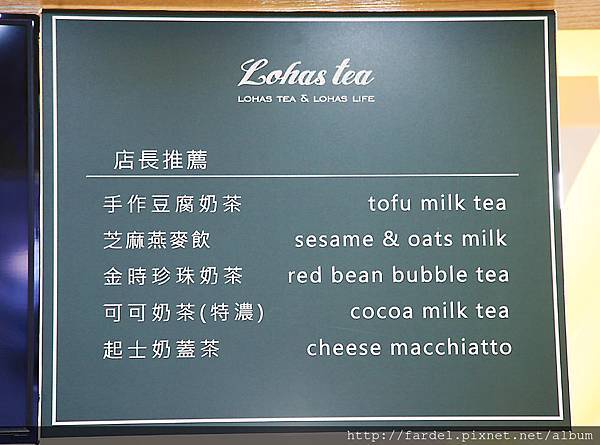 Lohas tea
LOHAS TEA & LOHAS LIFE
店長推薦
手作豆腐奶茶 tofu milk tea
芝麻燕麥飲 sesame & oats milk
金時珍珠奶茶 red bean bubble tea
可可奶茶(特濃) cocoa milk tea
起士奶蓋茶 cheese macchiatto
http://fardel.pixnet.net/album